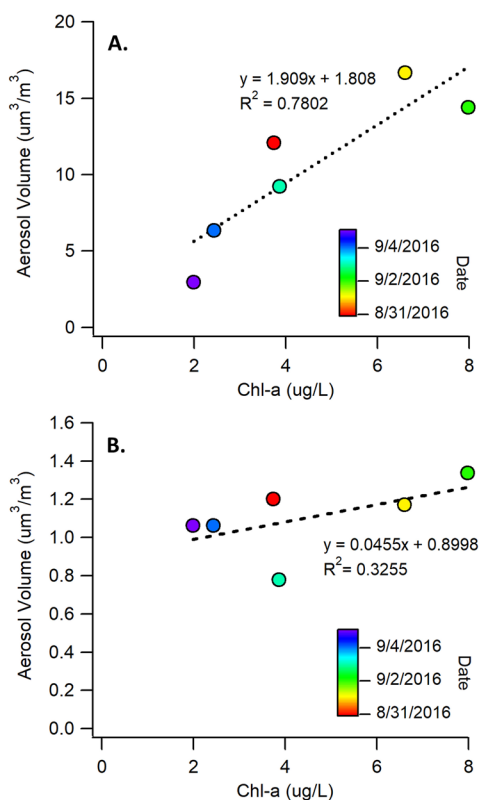 A.
20
15
10
5
0
Aerosol Volume (um³/m³)
y = 1.909x + 1.808
R² = 0.7802
9/4/2016
9/2/2016
8/31/2016
Date
0 2 4 6 8
Chl-a (ug/L)
B.
1.6
1.4
1.2
1.0
0.8
0.6
0.4
0.2
0.0
Aerosol Volume (um³/m³)
y = 0.0455x + 0.8998
R² = 0.3255
9/4/2016
9/2/2016
8/31/2016
Date
0 2 4 6 8
Chl-a (ug/L)